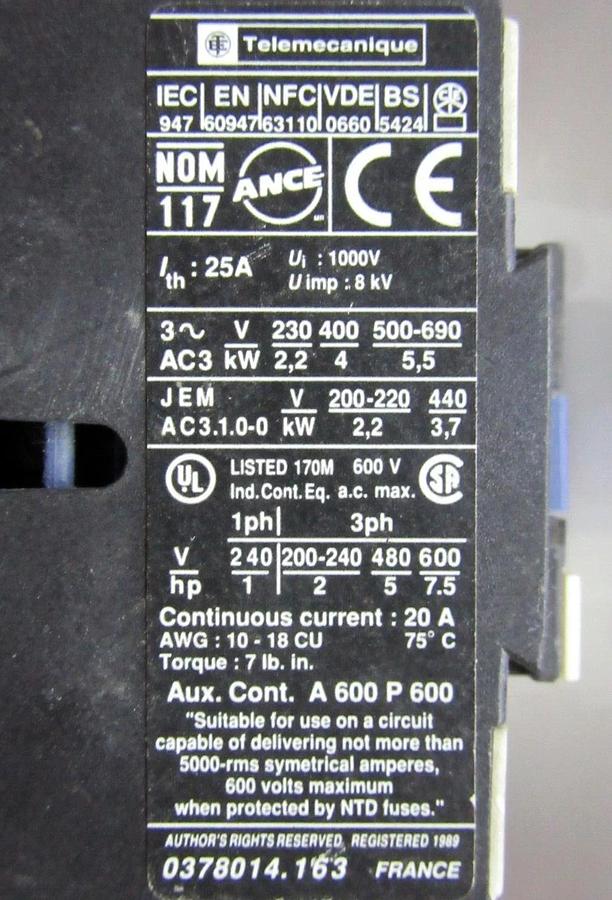 Telemecanique
IEC EN NFC VDE BS
947 60947 63110 0660 5424
NOM
117
ANCE
CE
Ith : 25A
Ui : 1000V
U imp : 8 kV
3~ V 230 400 500-690
AC3 kW 2,2 4 5,5
JEM V 200-220 440
AC3.1.0-0 kW 2,2 3,7
UL LISTED 170M 600 V
Ind.Cont.Eq. a.c. max. SA
1ph 3ph
V 240 200-240 480 600
hp 1 2 5 7.5
Continuous current : 20 A
AWG : 10 - 18 CU 75° C
Torque : 7 lb. in.
Aux. Cont. A 600 P 600
"Suitable for use on a circuit
capable of delivering not more than
5000-rms symetrical amperes,
600 volts maximum
when protected by NTD fuses."
AUTHOR'S RIGHTS RESERVED, REGISTERED 1989
0378014.163 FRANCE